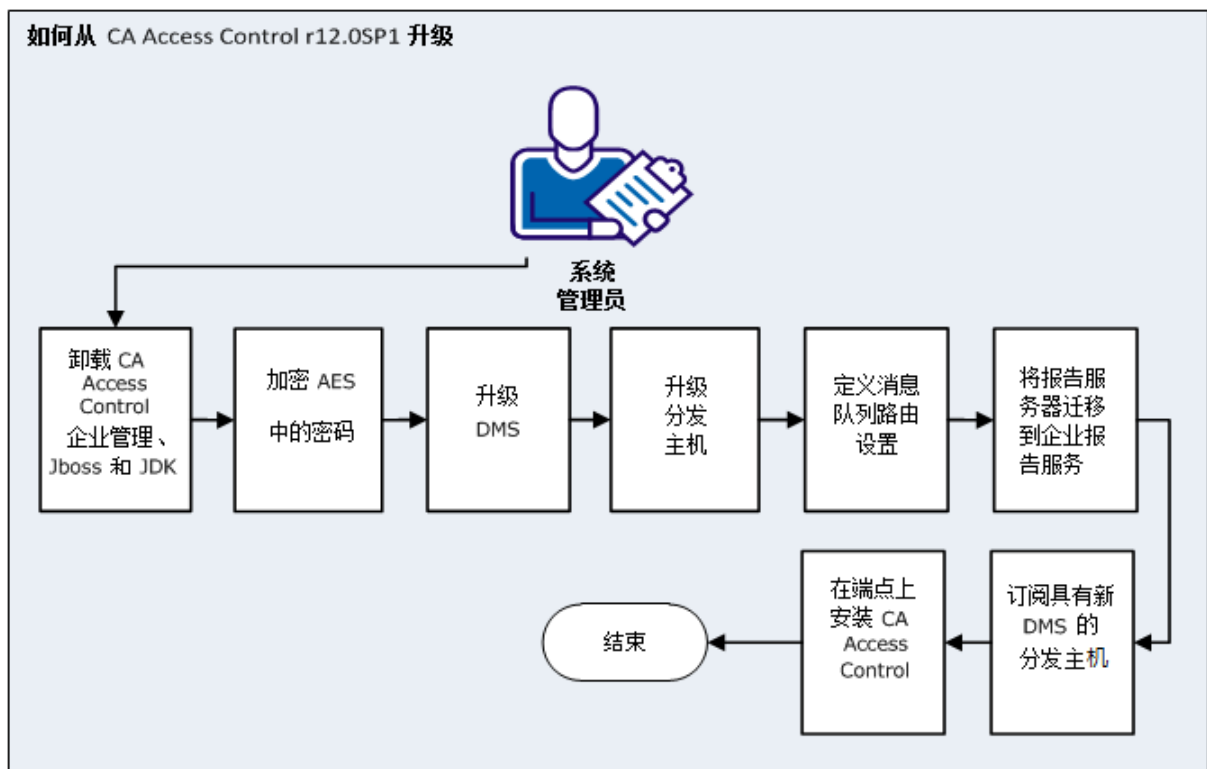 如何从 CA Access Control r12.0SP1 升级
系统
管理员
卸载 CA
Access
Control
企业管理、
Jboss 和 JDK
加密 AES
中的密码
升级
DMS
升级
分发
主机
定义消息
队列路由
设置
将报告服
务器迁移
到企业报
告服务
订阅具有新
DMS 的
分发主机
在端点上
安装 CA
Access
Control
结束